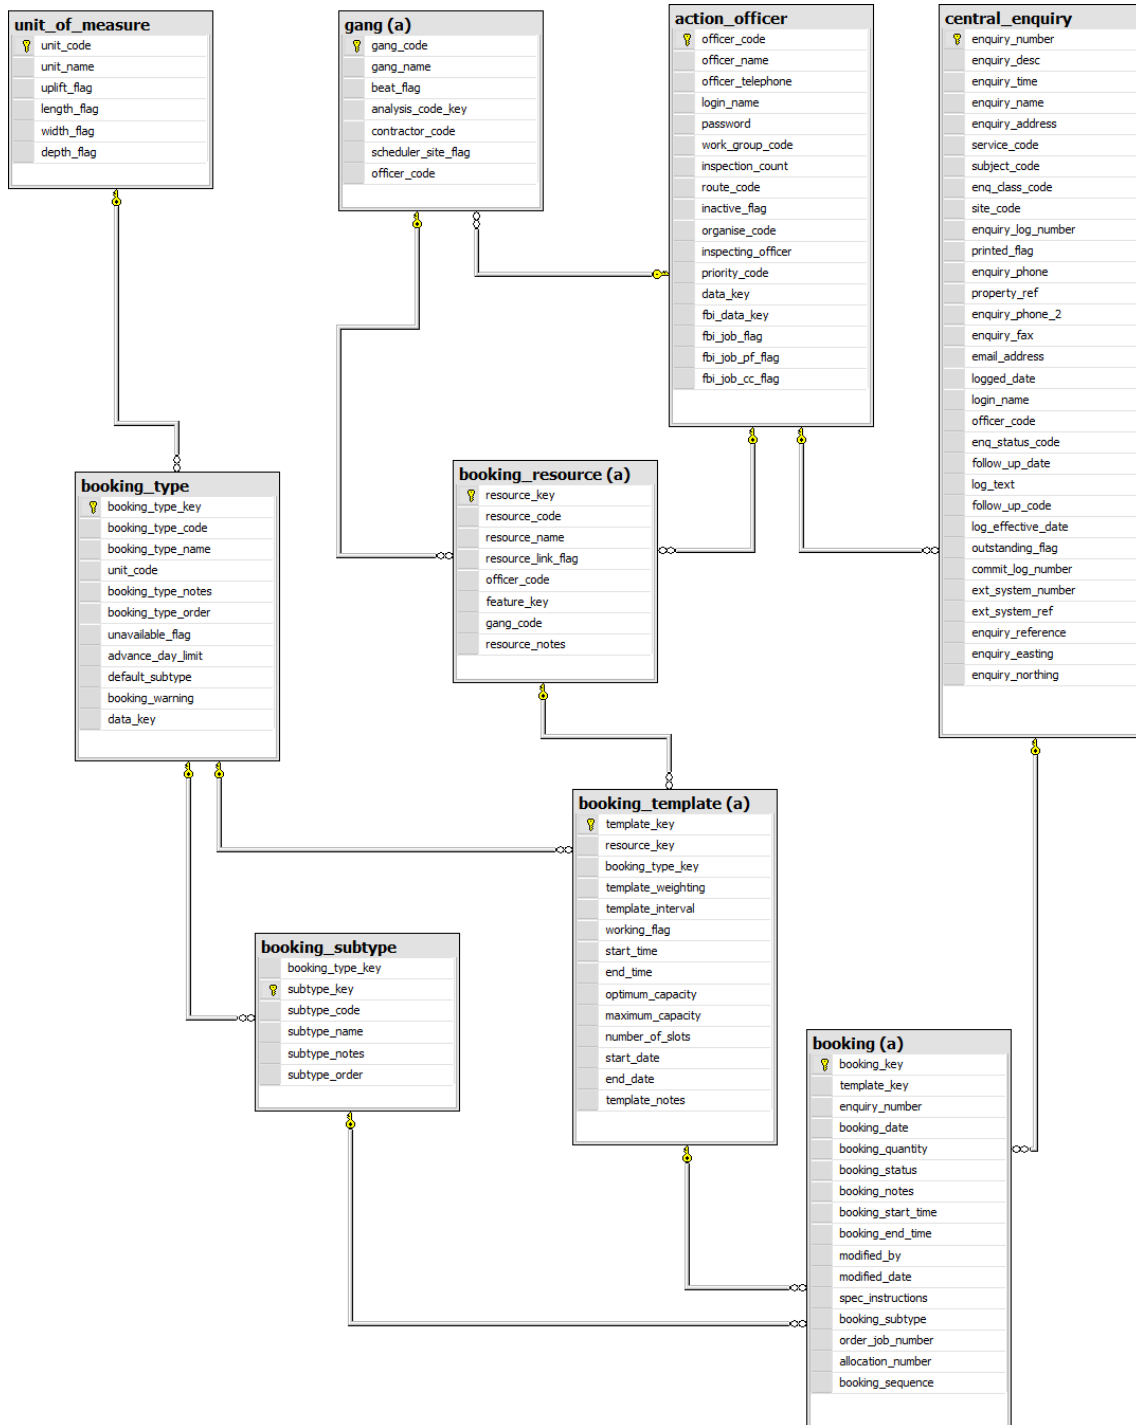 unit_of_measure
unit_code
unit_name
uplift_flag
length_flag
width_flag
depth_flag
gang (a)
gang_code
gang_name
beat_flag
analysis_code_key
contractor_code
scheduler_site_flag
officer_code
action_officer
officer_code
officer_name
officer_telephone
login_name
password
work_group_code
inspection_count
route_code
inactive_flag
organise_code
inspecting_officer
priority_code
data_key
fbi_data_key
fbi_job_flag
fbi_job_pf_flag
fbi_job_cc_flag
central_enquiry
enquiry_number
enquiry_desc
enquiry_time
enquiry_name
enquiry_address
service_code
subject_code
enq_class_code
site_code
enquiry_log_number
printed_flag
enquiry_phone
property_ref
enquiry_phone_2
enquiry_fax
email_address
logged_date
login_name
officer_code
enq_status_code
follow_up_date
log_text
follow_up_code
log_effective_date
outstanding_flag
commit_log_number
ext_system_number
ext_system_ref
enquiry_reference
enquiry_easting
enquiry_northing
booking_type
booking_type_key
booking_type_code
booking_type_name
unit_code
booking_type_notes
booking_type_order
unavailable_flag
advance_day_limit
default_subtype
booking_warning
data_key
booking_resource (a)
resource_key
resource_code
resource_name
resource_link_flag
officer_code
feature_key
gang_code
resource_notes
booking_template (a)
template_key
resource_key
booking_type_key
template_weighting
template_interval
working_flag
start_time
end_time
optimum_capacity
maximum_capacity
number_of_slots
start_date
end_date
template_notes
booking_subtype
booking_type_key
subtype_key
subtype_code
subtype_name
subtype_notes
subtype_order
booking (a)
booking_key
template_key
enquiry_number
booking_date
booking_quantity
booking_status
booking_notes
booking_start_time
booking_end_time
modified_by
modified_date
spec_instructions
booking_subtype
order_job_number
allocation_number
booking_sequence